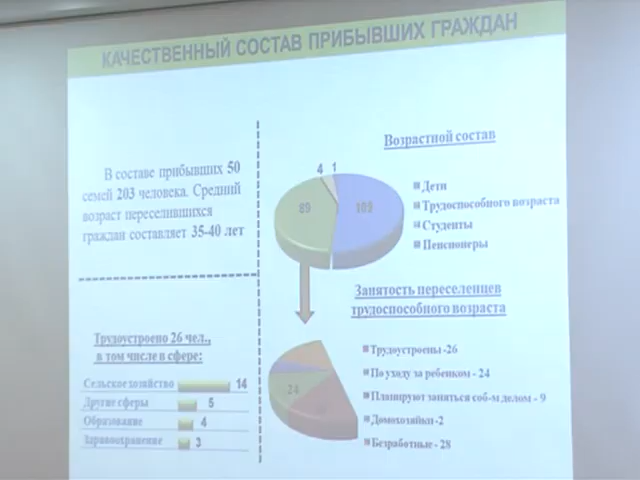 КАЧЕСТВЕННЫЙ СОСТАВ ПРИБЫВШИХ ГРАЖДАН
В составе прибывших 50
семей 203 человека. Средний
возраст переселившихся
граждан составляет 35-40 лет
Возрастной состав
4 1
89 109
Дети
Трудоспособного возраста
Студенты
Пенсионеры
Занятость переселенцев
трудоспособного возраста
24
Трудоустроены -26
По уходу за ребенком - 24
Планируют заняться соб-м делом - 9
Домохозяйки-2
Безработные - 28
Трудоустроено 26 чел.,
в том числе в сфере:
Сельское хозяйство 14
Другие сферы 5
Образование 4
Здравоохранение 3